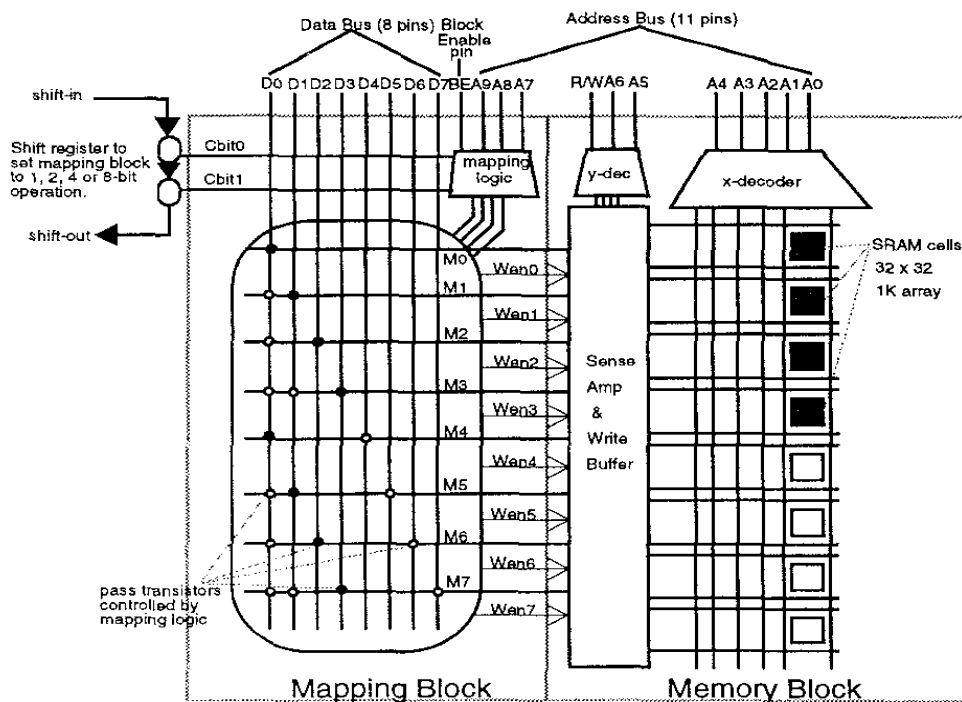 Data Bus (8 pins) Block
Enable
pin
Address Bus (11 pins)
D0 D1 D2 D3 D4 D5 D6 D7 BE A9 A8 A7
R/W A6 A5
A4 A3 A2 A1 A0
shift-in
Shift register to
set mapping block
to 1, 2, 4 or 8-bit
operation.
Cbit0
Cbit1
shift-out
mapping
logic
y-dec
x-decoder
M0
M1
M2
M3
M4
M5
M6
M7
Wen0
Wen1
Wen2
Wen3
Wen4
Wen5
Wen6
Wen7
Sense
Amp
&
Write
Buffer
SRAM cells
32 x 32
1K array
pass transistors
controlled by
mapping logic
Mapping Block
Memory Block